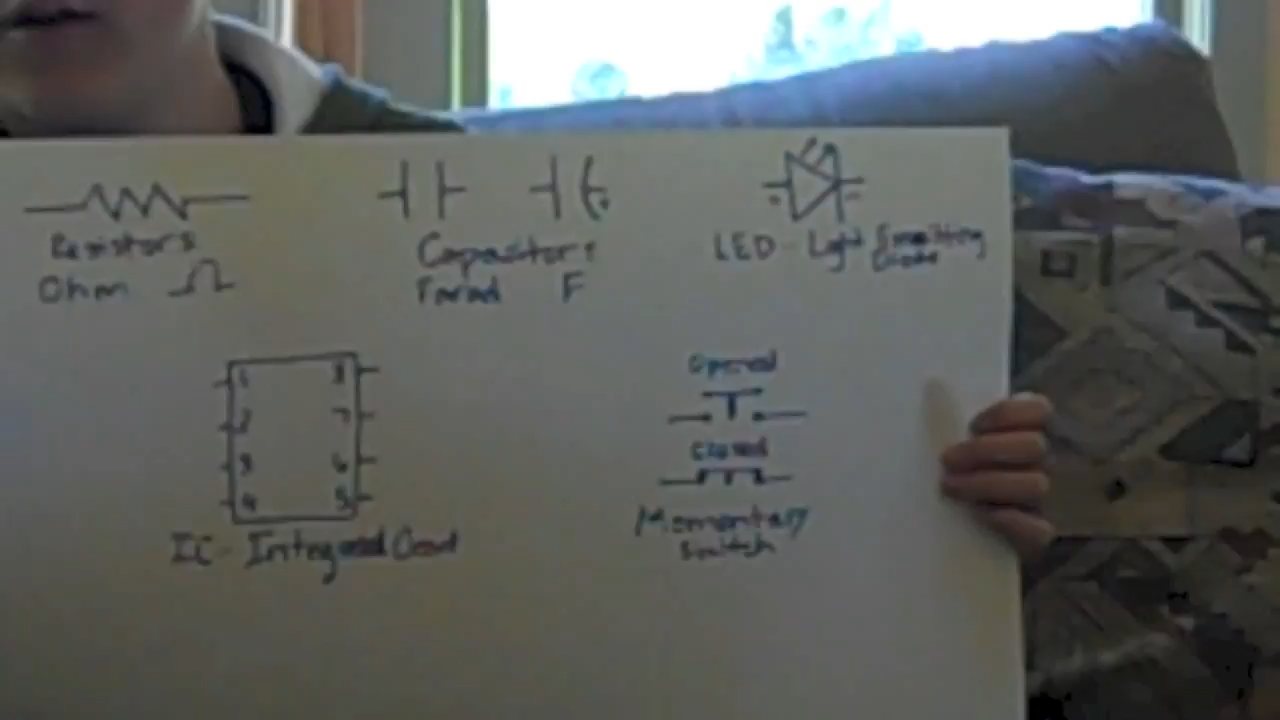 Resistors
Ohm Ω
Capacitors
Farad F
LED - Light Emitting
Diode
1 8
2 7
3 6
4 5
IC - Integrated
Opened
Closed
Momentary
Switch